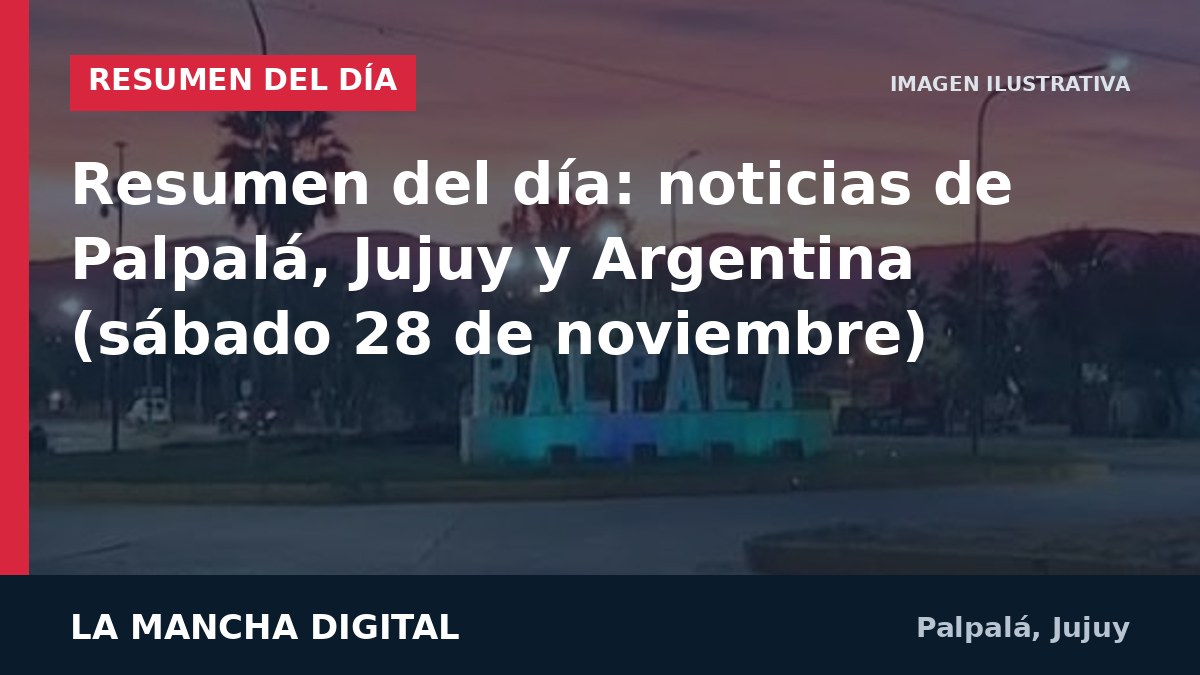 RESUMEN DEL DÍA
IMAGEN ILUSTRATIVA
Resumen del día: noticias de
Palpalá, Jujuy y Argentina
(sábado 28 de noviembre)
PALPALA
LA MANCHA DIGITAL
Palpalá, Jujuy